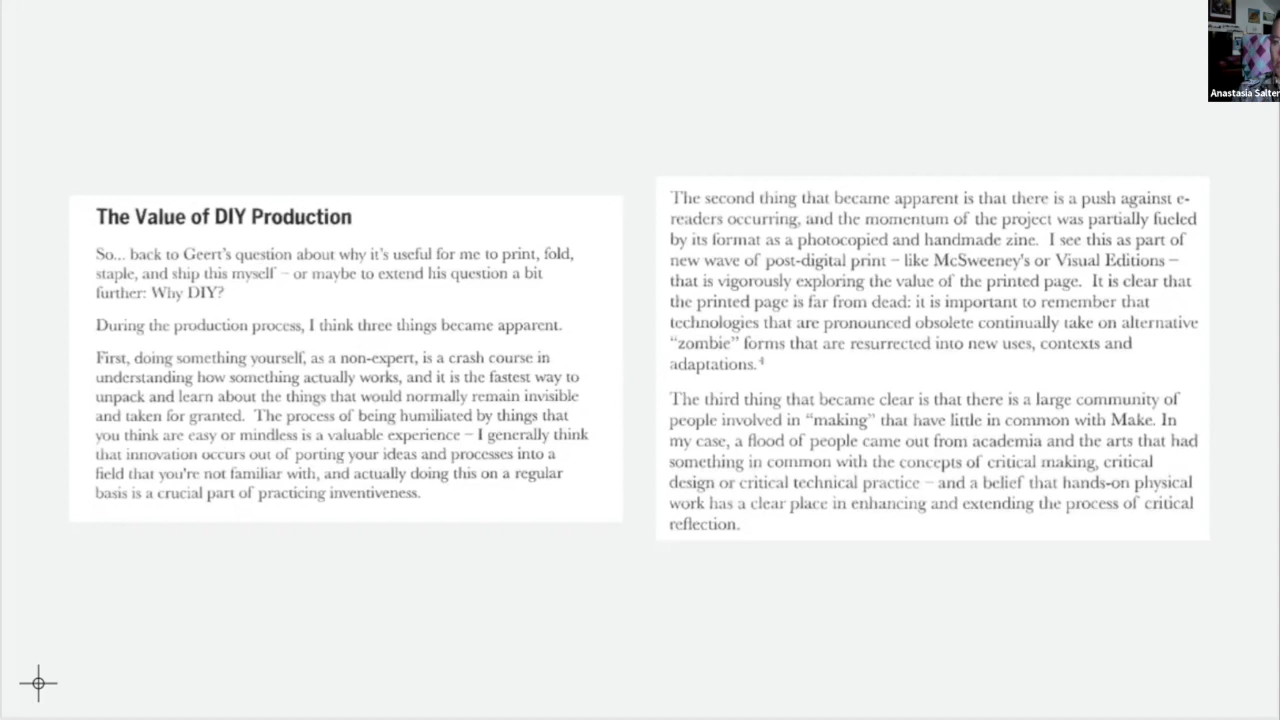 The Value of DIY Production
So... back to Geert's question about why it's useful for me to print, fold,
staple, and ship this myself – or maybe to extend his question a bit
further: Why DIY?
During the production process, I think three things became apparent.
First, doing something yourself, as a non-expert, is a crash course in
understanding how something actually works, and it is the fastest way to
unpack and learn about the things that would normally remain invisible
and taken for granted. The process of being humiliated by things that
you think are easy or mindless is a valuable experience – I generally think
that innovation occurs out of porting your ideas and processes into a
field that you're not familiar with, and actually doing this on a regular
basis is a crucial part of practicing inventiveness.
The second thing that became apparent is that there is a push against e-
readers occurring, and the momentum of the project was partially fueled
by its format as a photocopied and handmade zine. I see this as part of
new wave of post-digital print – like McSweeney's or Visual Editions –
that is vigorously exploring the value of the printed page. It is clear that
the printed page is far from dead: it is important to remember that
technologies that are pronounced obsolete continually take on alternative
"zombie" forms that are resurrected into new uses, contexts and
adaptations.⁴
The third thing that became clear is that there is a large community of
people involved in "making" that have little in common with Make. In
my case, a flood of people came out from academia and the arts that had
something in common with the concepts of critical making, critical
design or critical technical practice – and a belief that hands-on physical
work has a clear place in enhancing and extending the process of critical
reflection.
Anastasia Salter